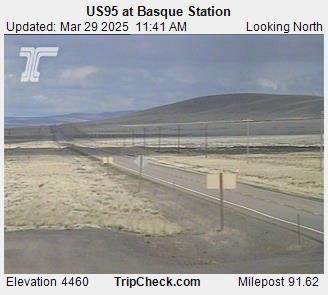 US95 at Basque Station
Updated: Mar 29 2025 11:41 AM Looking North
Elevation 4460 TripCheck.com Milepost 91.62